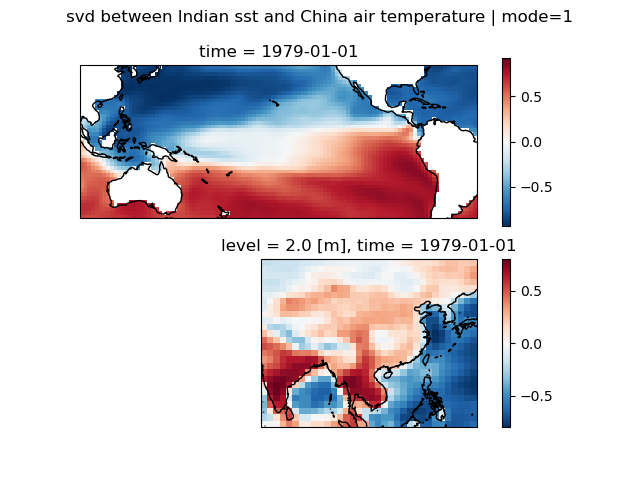 svd between Indian sst and China air temperature | mode=1
time = 1979-01-01
0.5
0.0
−0.5
level = 2.0 [m], time = 1979-01-01
0.5
0.0
−0.5